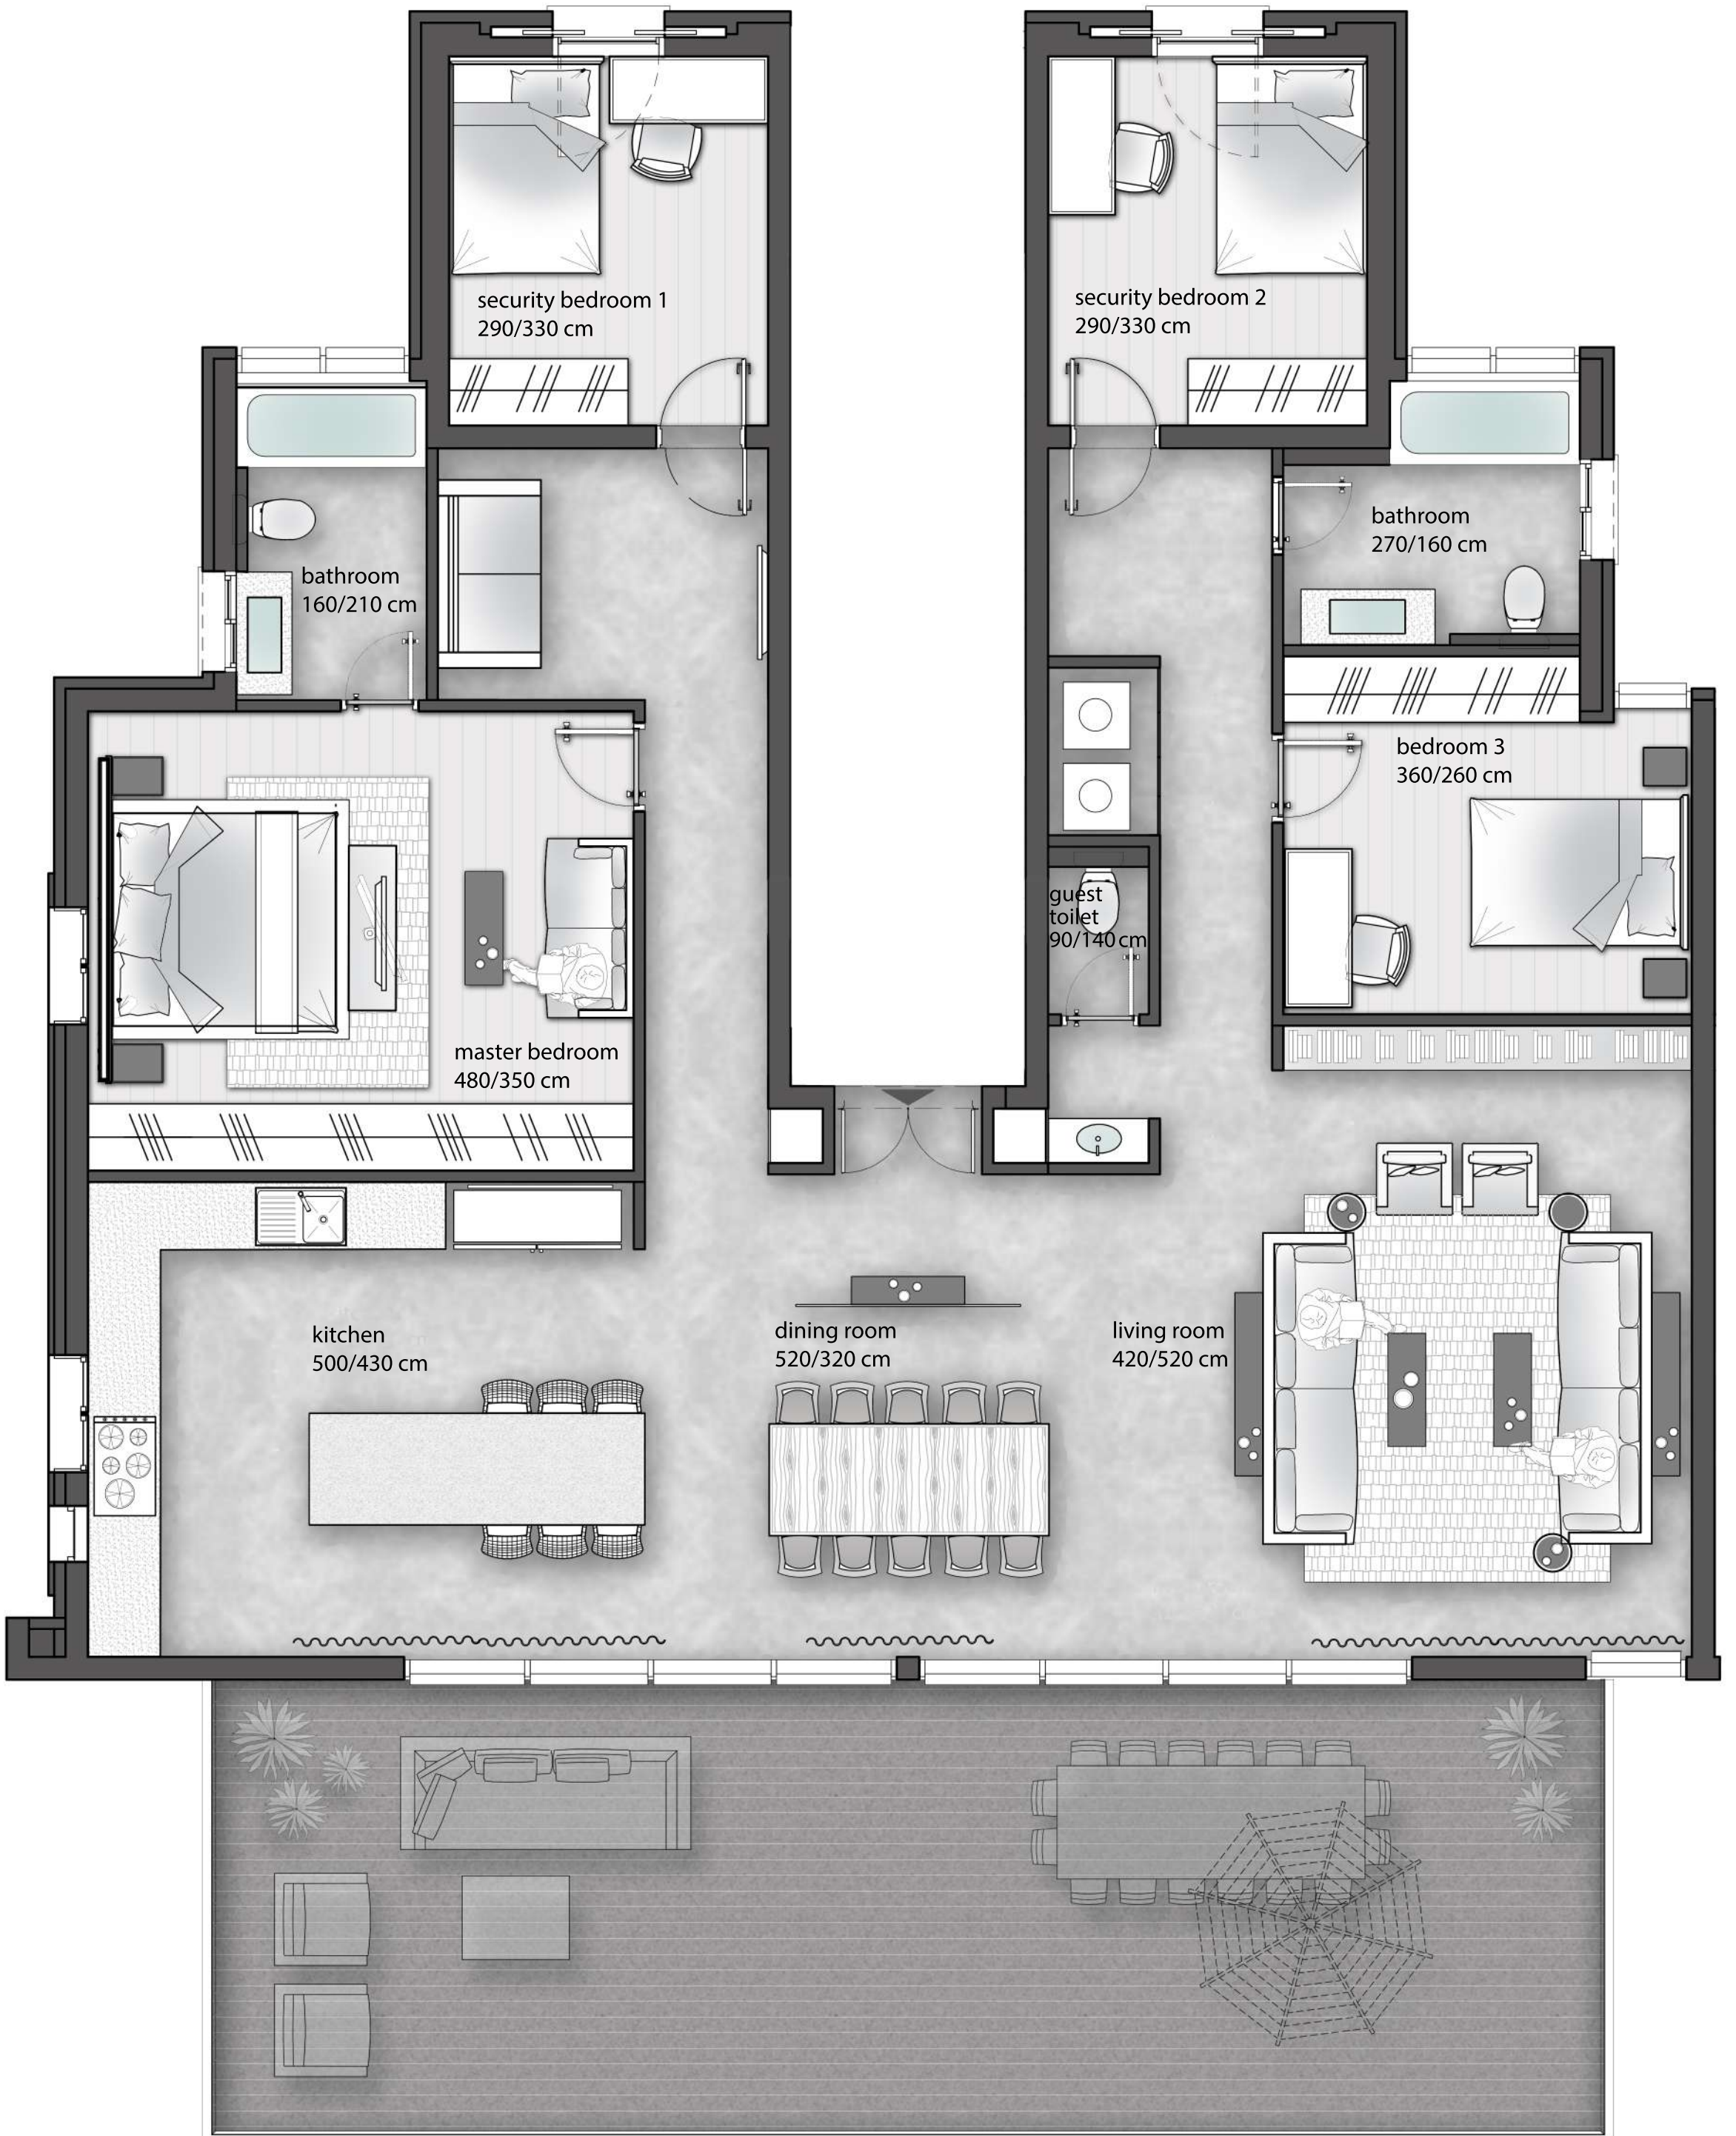 security bedroom 1
290/330 cm
security bedroom 2
290/330 cm
bathroom
160/210 cm
bathroom
270/160 cm
bedroom 3
360/260 cm
guest
toilet
90/140 cm
master bedroom
480/350 cm
kitchen
500/430 cm
dining room
520/320 cm
living room
420/520 cm